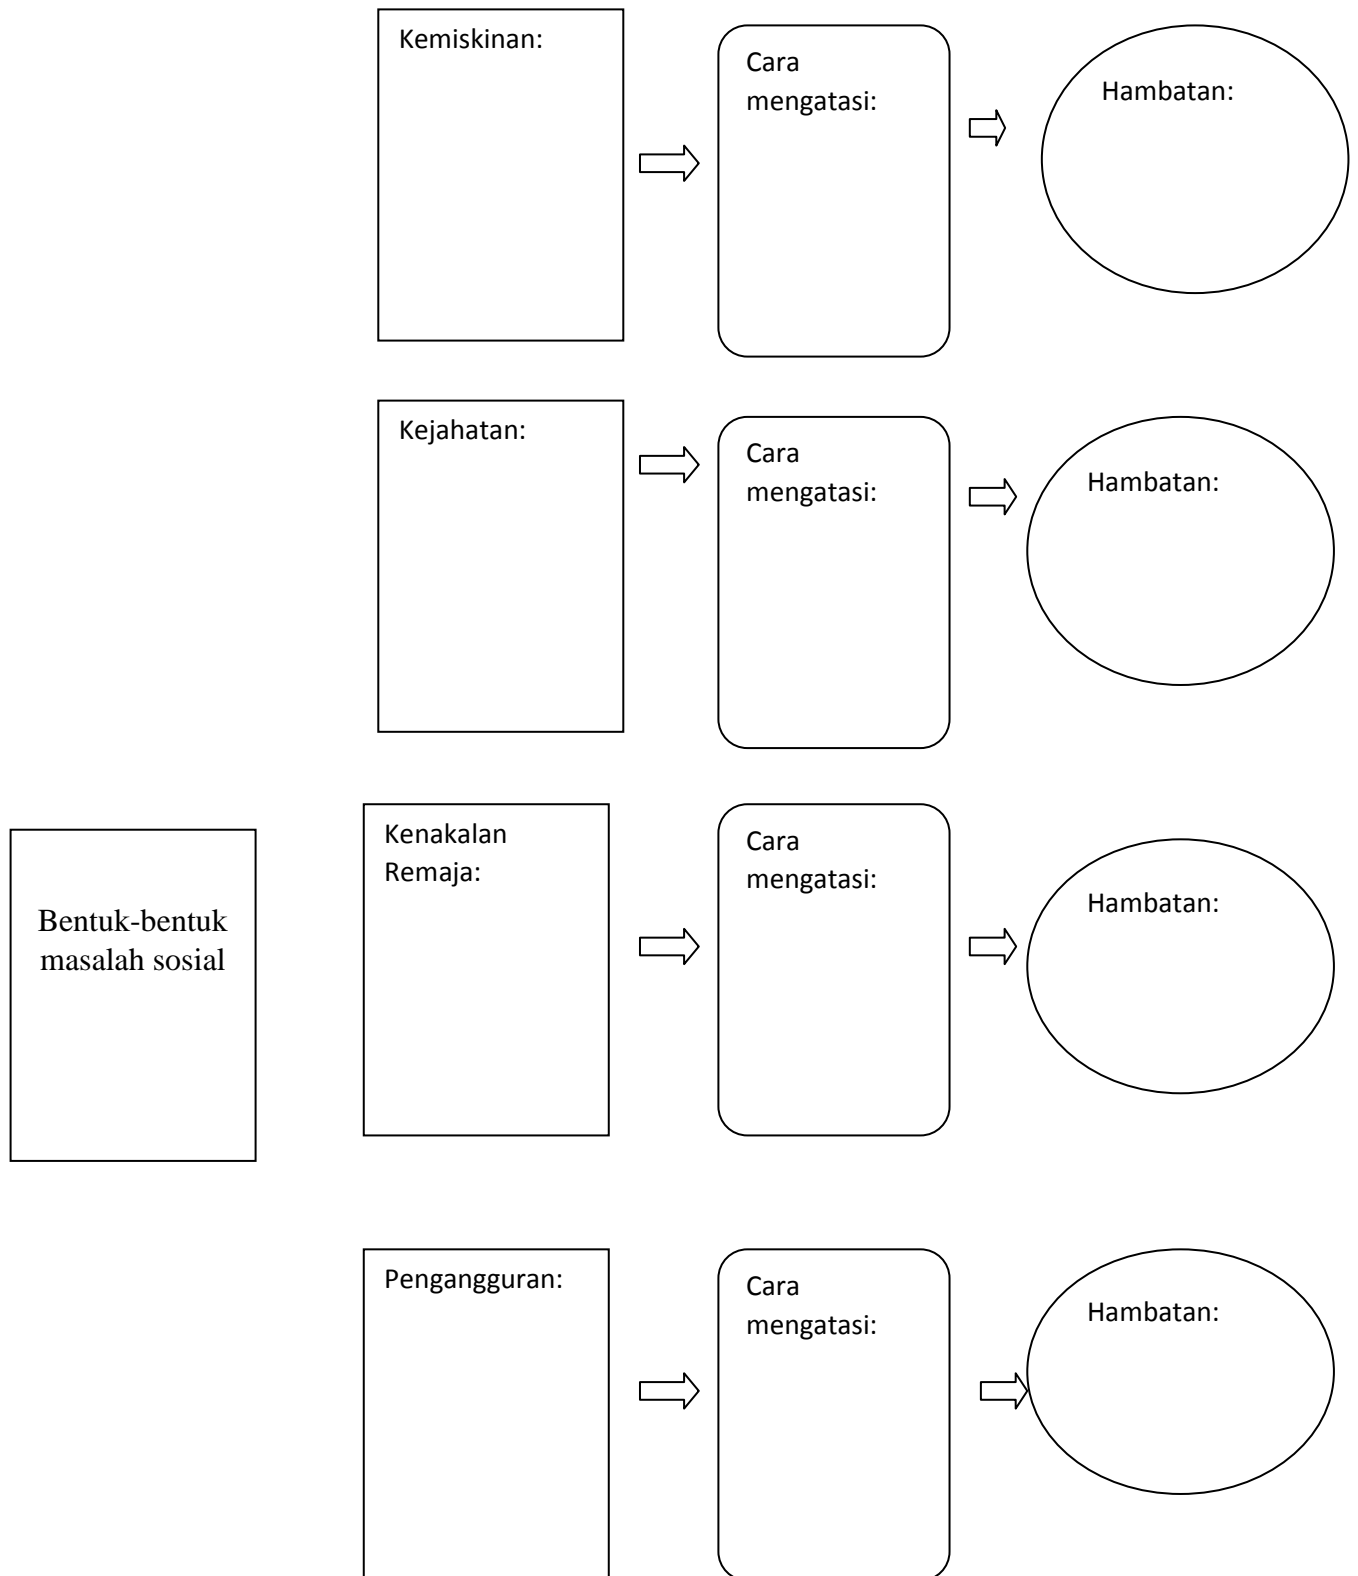 Kemiskinan:
Cara
mengatasi:
Hambatan:
Kejahatan:
Cara
mengatasi:
Hambatan:
Bentuk-bentuk
masalah sosial
Kenakalan
Remaja:
Cara
mengatasi:
Hambatan:
Pengangguran:
Cara
mengatasi:
Hambatan: